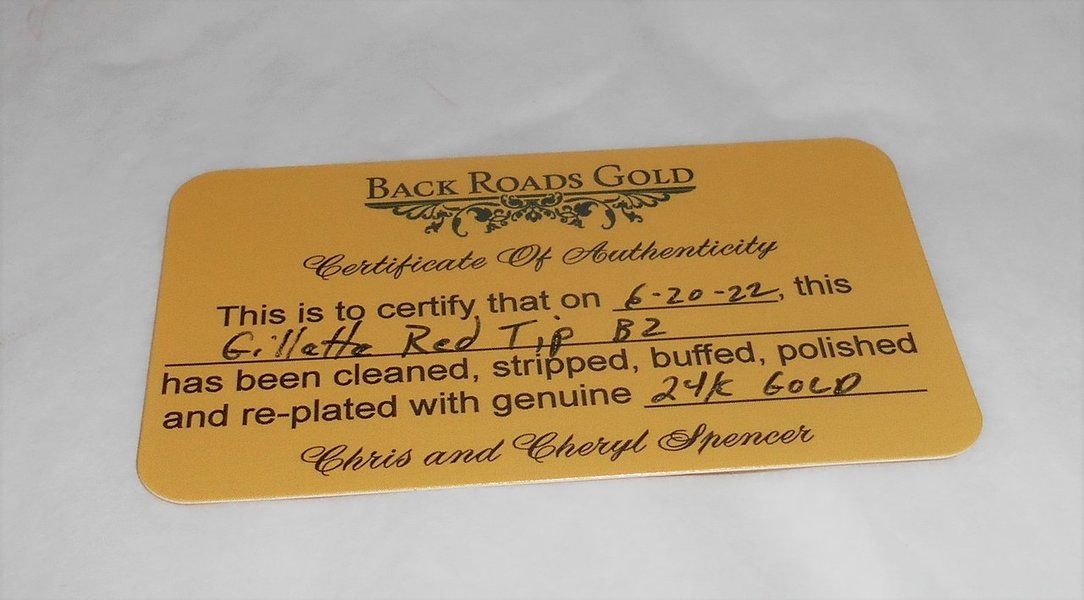 BACK ROADS GOLD
Certificate Of Authenticity
This is to certify that on 6-20-22, this
Gillette Red Tip B2
has been cleaned, stripped, buffed, polished
and re-plated with genuine 24K GOLD
Chris and Cheryl Spencer